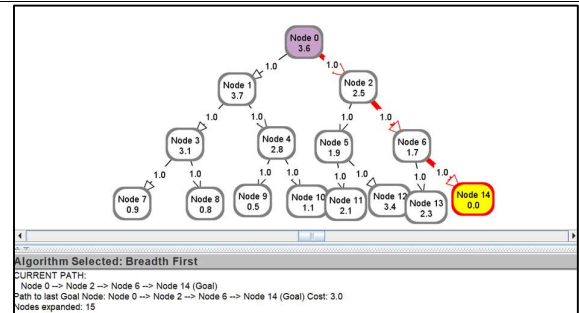 Node 0
3.6
1.0 1.0
Node 1
3.7
Node 2
2.5
1.0 1.0 1.0 1.0
Node 3
3.1
Node 4
2.8
Node 5
1.9
Node 6
1.7
1.0 1.0 1.0 1.0 1.0 1.0 1.0 1.0
Node 7
0.9
Node 8
0.8
Node 9
0.5
Node 10
1.1
Node 11
2.1
Node 12
3.4
Node 13
2.3
Node 14
0.0
Algorithm Selected: Breadth First
CURRENT PATH:
Node 0 --> Node 2 --> Node 6 --> Node 14 (Goal)
Path to last Goal Node: Node 0 --> Node 2 --> Node 6 --> Node 14 (Goal) Cost: 3.0
Nodes expanded: 15